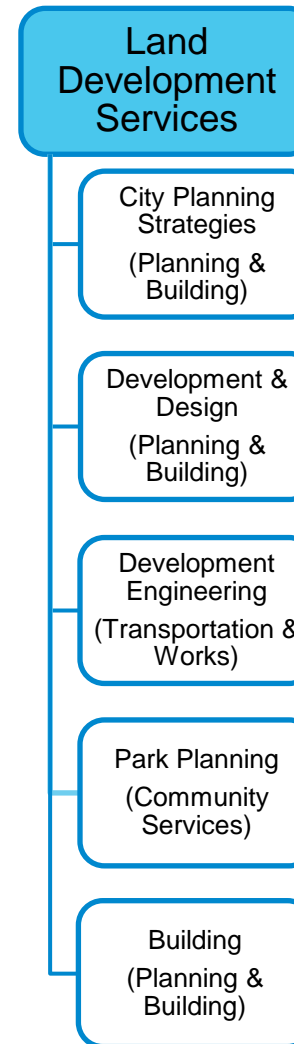 Land
Development
Services
City Planning
Strategies
(Planning &
Building)
Development &
Design
(Planning &
Building)
Development
Engineering
(Transportation &
Works)
Park Planning
(Community
Services)
Building
(Planning &
Building)